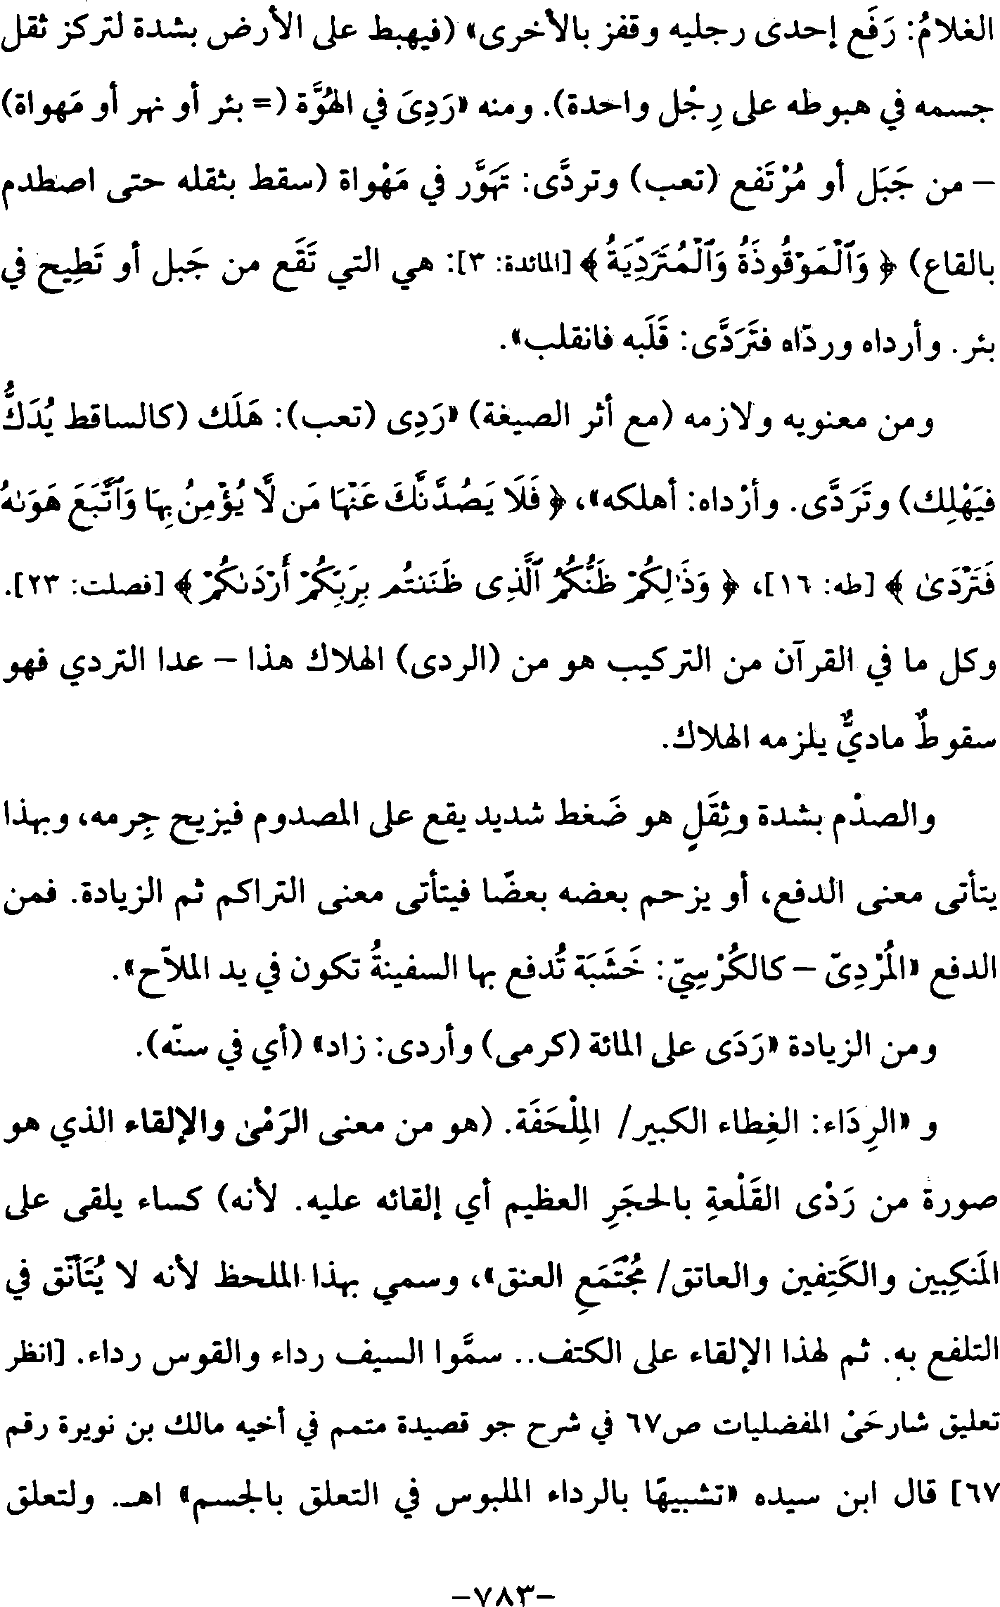 الغلامُ: رَفَع إحدى رجليه وقفز بالأخرى» (فيهبط على الأرض بشدة لتركز ثقل
جسمه في هبوطه على رِجْل واحدة). ومنه «رَدِىَ في الهُوَّة (= بئر أو نهر أو مَهواة)
– من جَبَل أو مُرْتَفع (تعب) وتردَّى: تَهَوَّر في مَهْواة (سقط بثقله حتى اصطدم
بالقاع) ﴿ وَٱلْمَوْقُوذَةُ وَٱلْمُتَرَدِّيَةُ ﴾ [المائدة: ٣]: هي التي تَقَع من جَبل أو تَطِيح في
بئر. وأرداه وردّاه فتَرَدَّى: قَلَبه فانقلب».
ومن معنويه ولازمه (مع أثر الصيغة) «رَدِى (تعب): هَلَك (كالساقط يُدَكُّ
فيَهْلِك) وتَرَدَّى. وأرْداه: أهلكه»، ﴿ فَلَا يَصُدَّنَّكَ عَنْهَا مَن لَّا يُؤْمِنُ بِهَا وَٱتَّبَعَ هَوَىٰهُ
فَتَرْدَىٰ ﴾ [طه: ١٦]، ﴿ وَذَٰلِكُمْ ظَنُّكُمُ ٱلَّذِى ظَنَنتُم بِرَبِّكُمْ أَرْدَىٰكُمْ ﴾ [فصلت: ٢٣].
وكل ما في القرآن من التركيب هو من (الردى) الهلاك هذا – عدا التردي فهو
سقوطٌ ماديٌّ يلزمه الهلاك.
والصدْم بشدة وثِقَلٍ هو ضَغط شديد يقع على المصدوم فيزيح جِرمه، وبهذا
يتأتى معنى الدفع، أو يزحم بعضه بعضًا فيتأتى معنى التراكم ثم الزيادة. فمن
الدفع «المُرْدِىّ – كالكُرْسِيّ: خَشَبَة تُدفع بها السفينةُ تكون في يد الملاّح».
ومن الزيادة «رَدَى على المائة (كرمى) وأردى: زاد» (أي في سنّه).
و «الرِدَاء: الغِطاء الكبير/ المِلْحَفَة. (هو من معنى الرَمْىٰ والإلقاء الذي هو
صورة من رَدْى القَلْعةِ بالحجَرِ العظيم أي إلقائه عليه. لأنه) كساء يلقى على
المَنكِبين والكَتِفين والعاتق/ مُجْتَمَعِ العنق»، وسمي بهذا الملحظ لأنه لا يُتَأَنّق في
التلفع به. ثم لهذا الإلقاء على الكتف.. سمَّوا السيف رداء والقوس رداء. [انظر
تعليق شارحَىْ المفضليات ص٦٧ في شرح جو قصيدة متمم في أخيه مالك بن نويرة رقم
٦٧] قال ابن سيده «تشبيهًا بالرداء الملبوس في التعلق بالجسم» اهـ. ولتعلق
-٧٨٣-